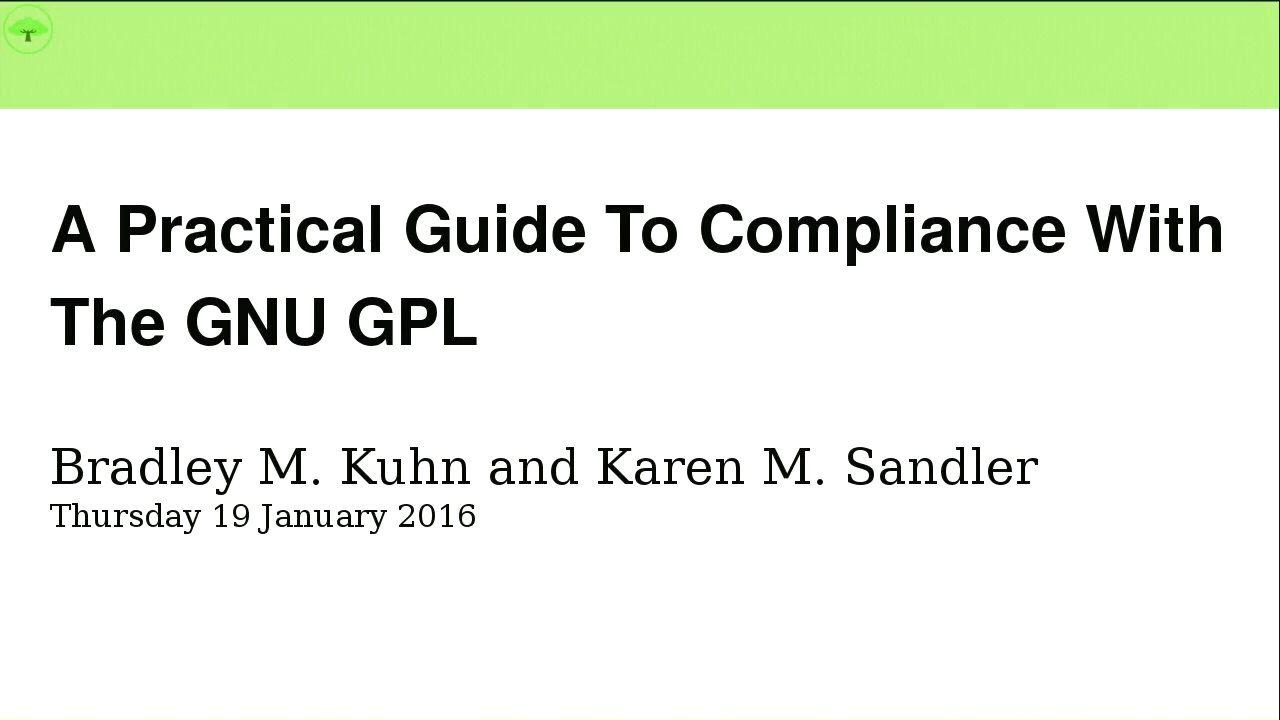 A Practical Guide To Compliance With
The GNU GPL
Bradley M. Kuhn and Karen M. Sandler
Thursday 19 January 2016